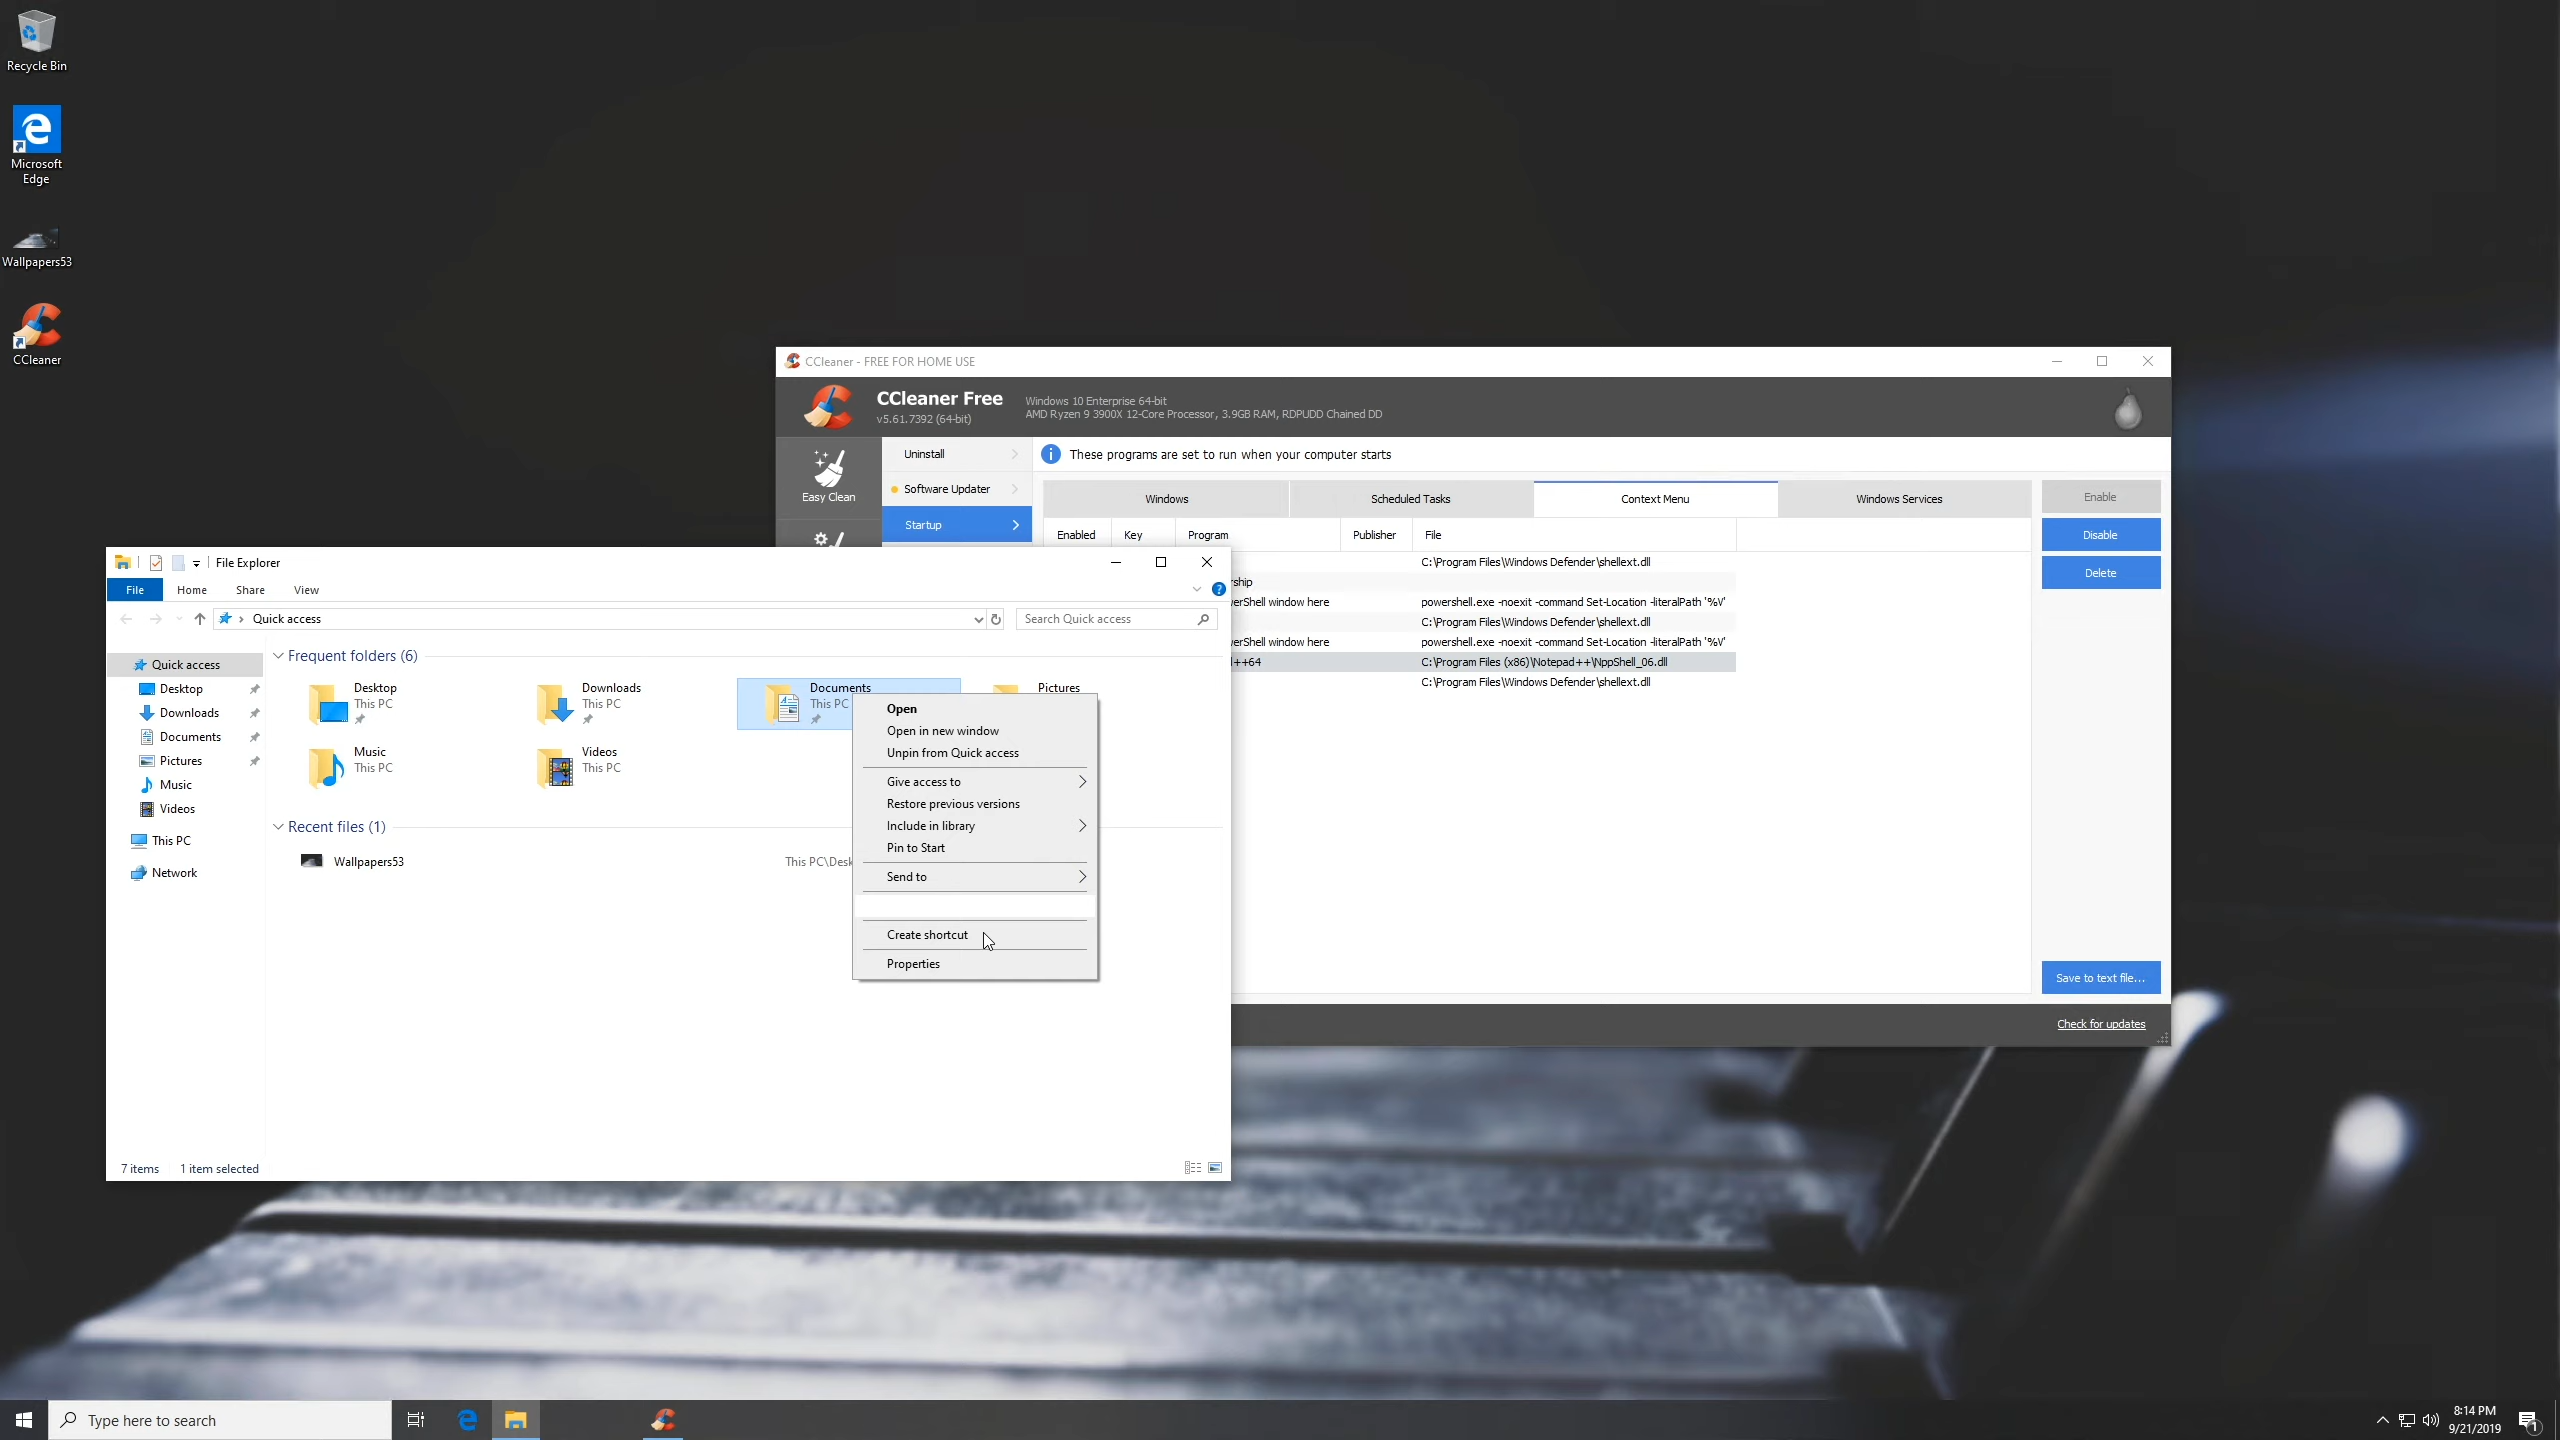 Recycle Bin
Microsoft
Edge
Wallpapers53
CCleaner
CCleaner - FREE FOR HOME USE
CCleaner Free
v5.61.7392 (64-bit)
Windows 10 Enterprise 64-bit
AMD Ryzen 9 3900X 12-Core Processor, 3.9GB RAM, RDPUDD Chained DD
Easy Clean
Uninstall
Software Updater
Startup
These programs are set to run when your computer starts
Windows
Scheduled Tasks
Context Menu
Windows Services
Enabled
Key
Program
Publisher
File
C:\Program Files\Windows Defender\shellext.dll
rship
erShell window here
powershell.exe -noexit -command Set-Location -literalPath '%V'
C:\Program Files\Windows Defender\shellext.dll
erShell window here
powershell.exe -noexit -command Set-Location -literalPath '%V'
++64
C:\Program Files (x86)\Notepad++\NppShell_06.dll
C:\Program Files\Windows Defender\shellext.dll
Enable
Disable
Delete
Save to text file...
Check for updates
File Explorer
File
Home
Share
View
Quick access
Search Quick access
Quick access
Desktop
Downloads
Documents
Pictures
Music
Videos
This PC
Network
Frequent folders (6)
Desktop
This PC
Downloads
This PC
Documents
This PC
Pictures
Music
This PC
Videos
This PC
Recent files (1)
Wallpapers53
This PC\Desk
Open
Open in new window
Unpin from Quick access
Give access to
Restore previous versions
Include in library
Pin to Start
Send to
Create shortcut
Properties
7 items
1 item selected
Type here to search
8:14 PM
9/21/2019
1